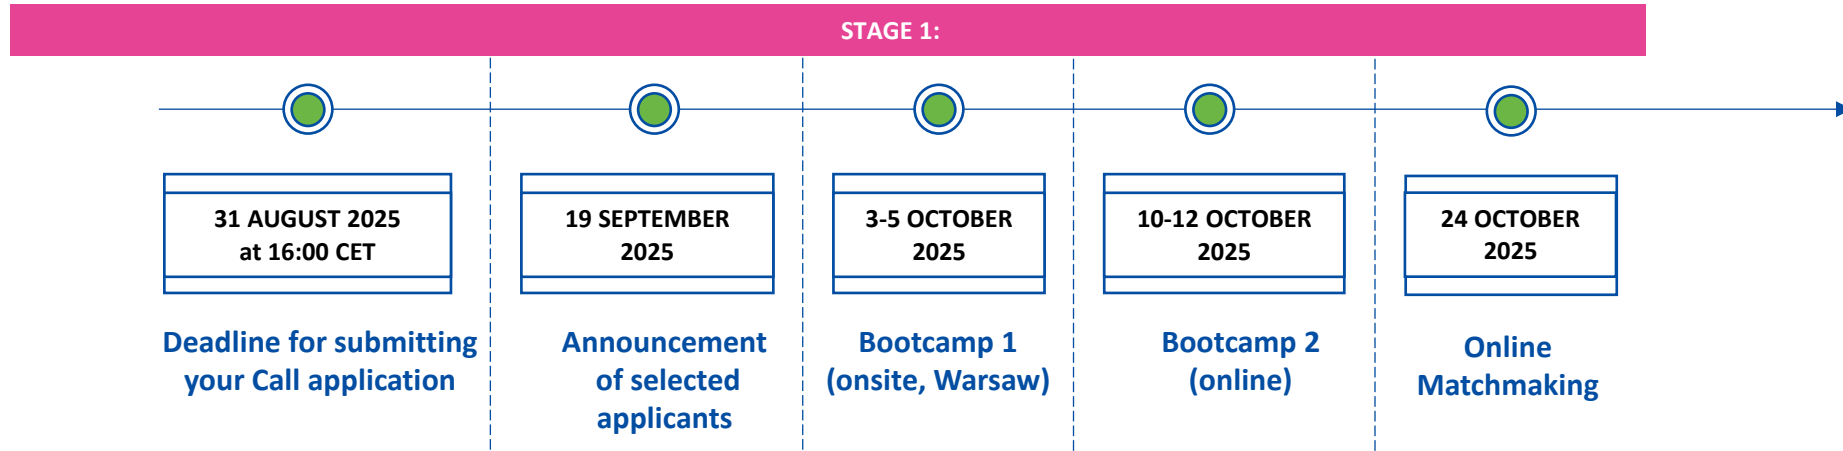 STAGE 1:
31 AUGUST 2025
at 16:00 CET
19 SEPTEMBER
2025
3-5 OCTOBER
2025
10-12 OCTOBER
2025
24 OCTOBER
2025
Deadline for submitting
your Call application
Announcement
of selected
applicants
Bootcamp 1
(onsite, Warsaw)
Bootcamp 2
(online)
Online
Matchmaking